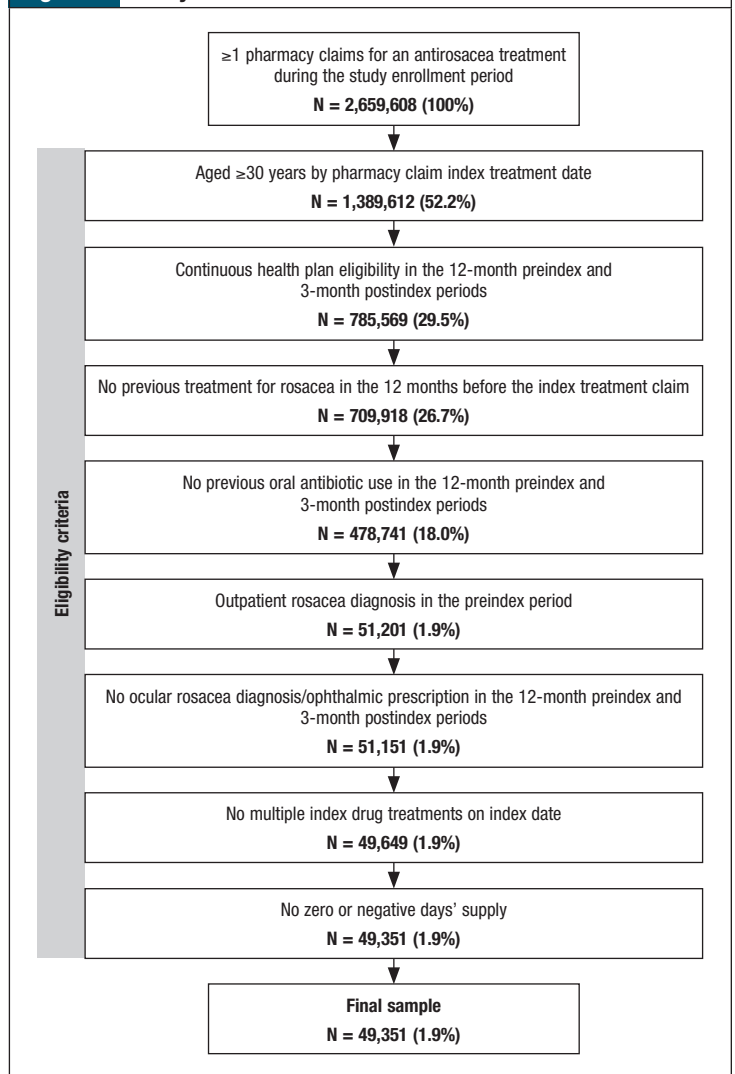 ≥1 pharmacy claims for an antirosacea treatment
during the study enrollment period
N = 2,659,608 (100%)
Aged ≥30 years by pharmacy claim index treatment date
N = 1,389,612 (52.2%)
Continuous health plan eligibility in the 12-month preindex and
3-month postindex periods
N = 785,569 (29.5%)
No previous treatment for rosacea in the 12 months before the index treatment claim
N = 709,918 (26.7%)
No previous oral antibiotic use in the 12-month preindex and
3-month postindex periods
N = 478,741 (18.0%)
Eligibility criteria
Outpatient rosacea diagnosis in the preindex period
N = 51,201 (1.9%)
No ocular rosacea diagnosis/ophthalmic prescription in the 12-month preindex and
3-month postindex periods
N = 51,151 (1.9%)
No multiple index drug treatments on index date
N = 49,649 (1.9%)
No zero or negative days’ supply
N = 49,351 (1.9%)
Final sample
N = 49,351 (1.9%)